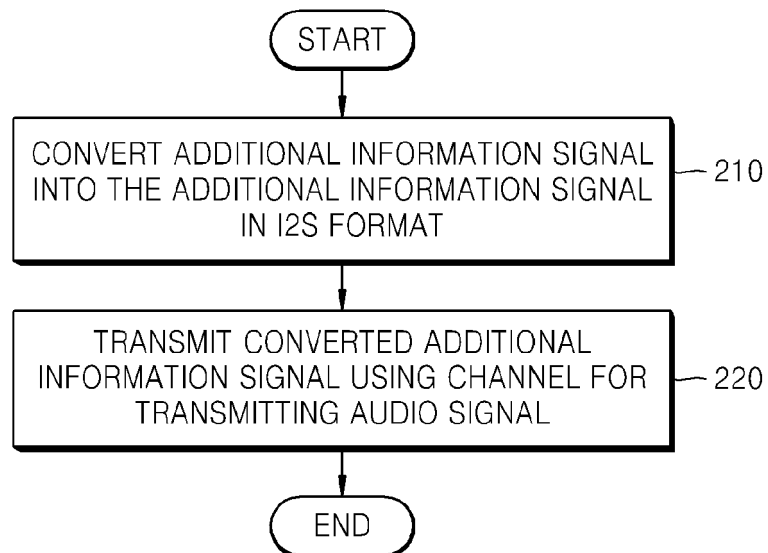 START
CONVERT ADDITIONAL INFORMATION SIGNAL
INTO THE ADDITIONAL INFORMATION SIGNAL
IN I2S FORMAT
210
TRANSMIT CONVERTED ADDITIONAL
INFORMATION SIGNAL USING CHANNEL FOR
TRANSMITTING AUDIO SIGNAL
220
END